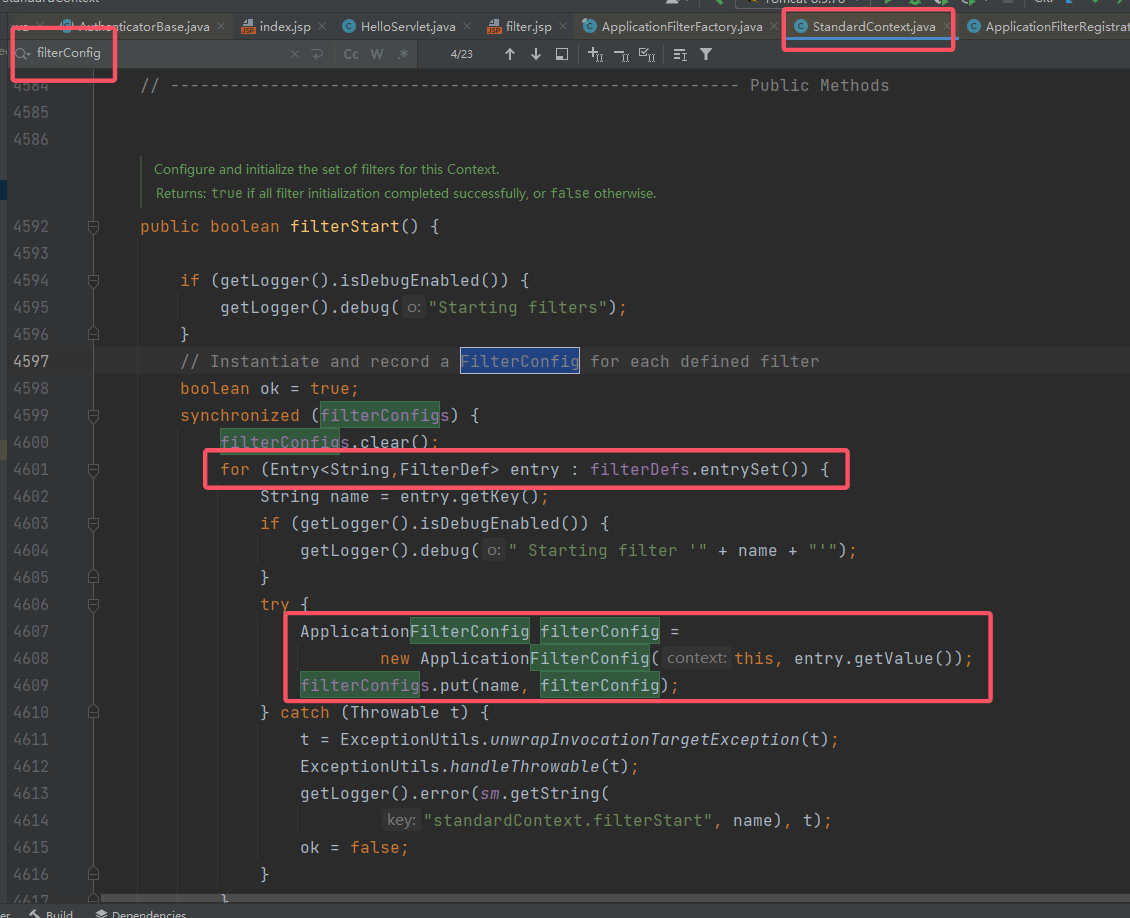 StandardContext
Tomcat 8.5.76
Git:
AuthenticatorBase.java
index.jsp
HelloServlet.java
filter.jsp
ApplicationFilterFactory.java
StandardContext.java
ApplicationFilterRegistrat
filterConfig
Cc
W
.*
4/23
4584 // --------------------------------------------------------- Public Methods
4585
4586
Configure and initialize the set of filters for this Context.
Returns: true if all filter initialization completed successfully, or false otherwise.
4592 public boolean filterStart() {
4593
4594 if (getLogger().isDebugEnabled()) {
4595 getLogger().debug( o: "Starting filters");
4596 }
4597 // Instantiate and record a FilterConfig for each defined filter
4598 boolean ok = true;
4599 synchronized (filterConfigs) {
4600 filterConfigs.clear();
4601 for (Entry<String,FilterDef> entry : filterDefs.entrySet()) {
4602 String name = entry.getKey();
4603 if (getLogger().isDebugEnabled()) {
4604 getLogger().debug( o: " Starting filter '" + name + "'");
4605 }
4606 try {
4607 ApplicationFilterConfig filterConfig =
4608 new ApplicationFilterConfig( context: this, entry.getValue());
4609 filterConfigs.put(name, filterConfig);
4610 } catch (Throwable t) {
4611 t = ExceptionUtils.unwrapInvocationTargetException(t);
4612 ExceptionUtils.handleThrowable(t);
4613 getLogger().error(sm.getString(
4614 key: "standardContext.filterStart", name), t);
4615 ok = false;
4616 }
4617 }
Build
Dependencies